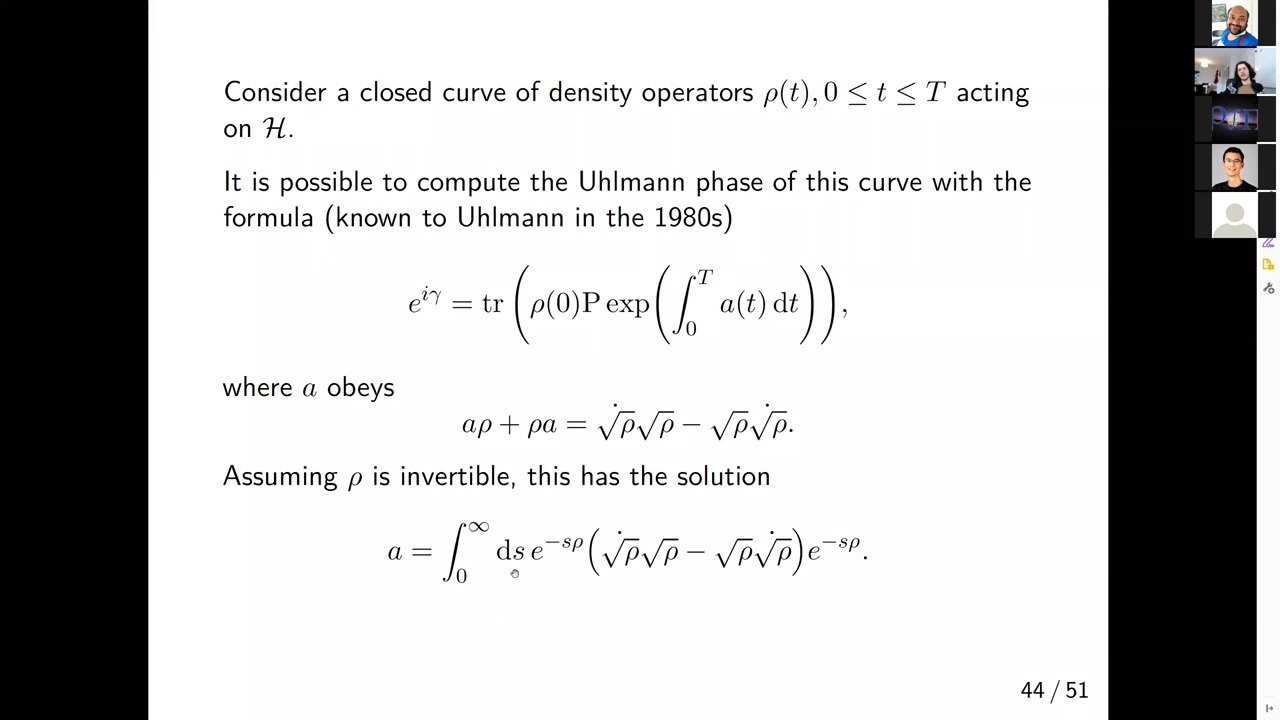 Consider a closed curve of density operators ρ(t), 0 ≤ t ≤ T acting
on ℋ.
It is possible to compute the Uhlmann phase of this curve with the
formula (known to Uhlmann in the 1980s)
e^{iγ} = tr(ρ(0)P exp(∫_0^T a(t) dt)),
where a obeys
aρ + ρa = \dot{√ρ}√ρ − √ρ\dot{√ρ}.
Assuming ρ is invertible, this has the solution
a = ∫_0^∞ ds e^{−sρ}(\dot{√ρ}√ρ − √ρ\dot{√ρ})e^{−sρ}.
44 / 51